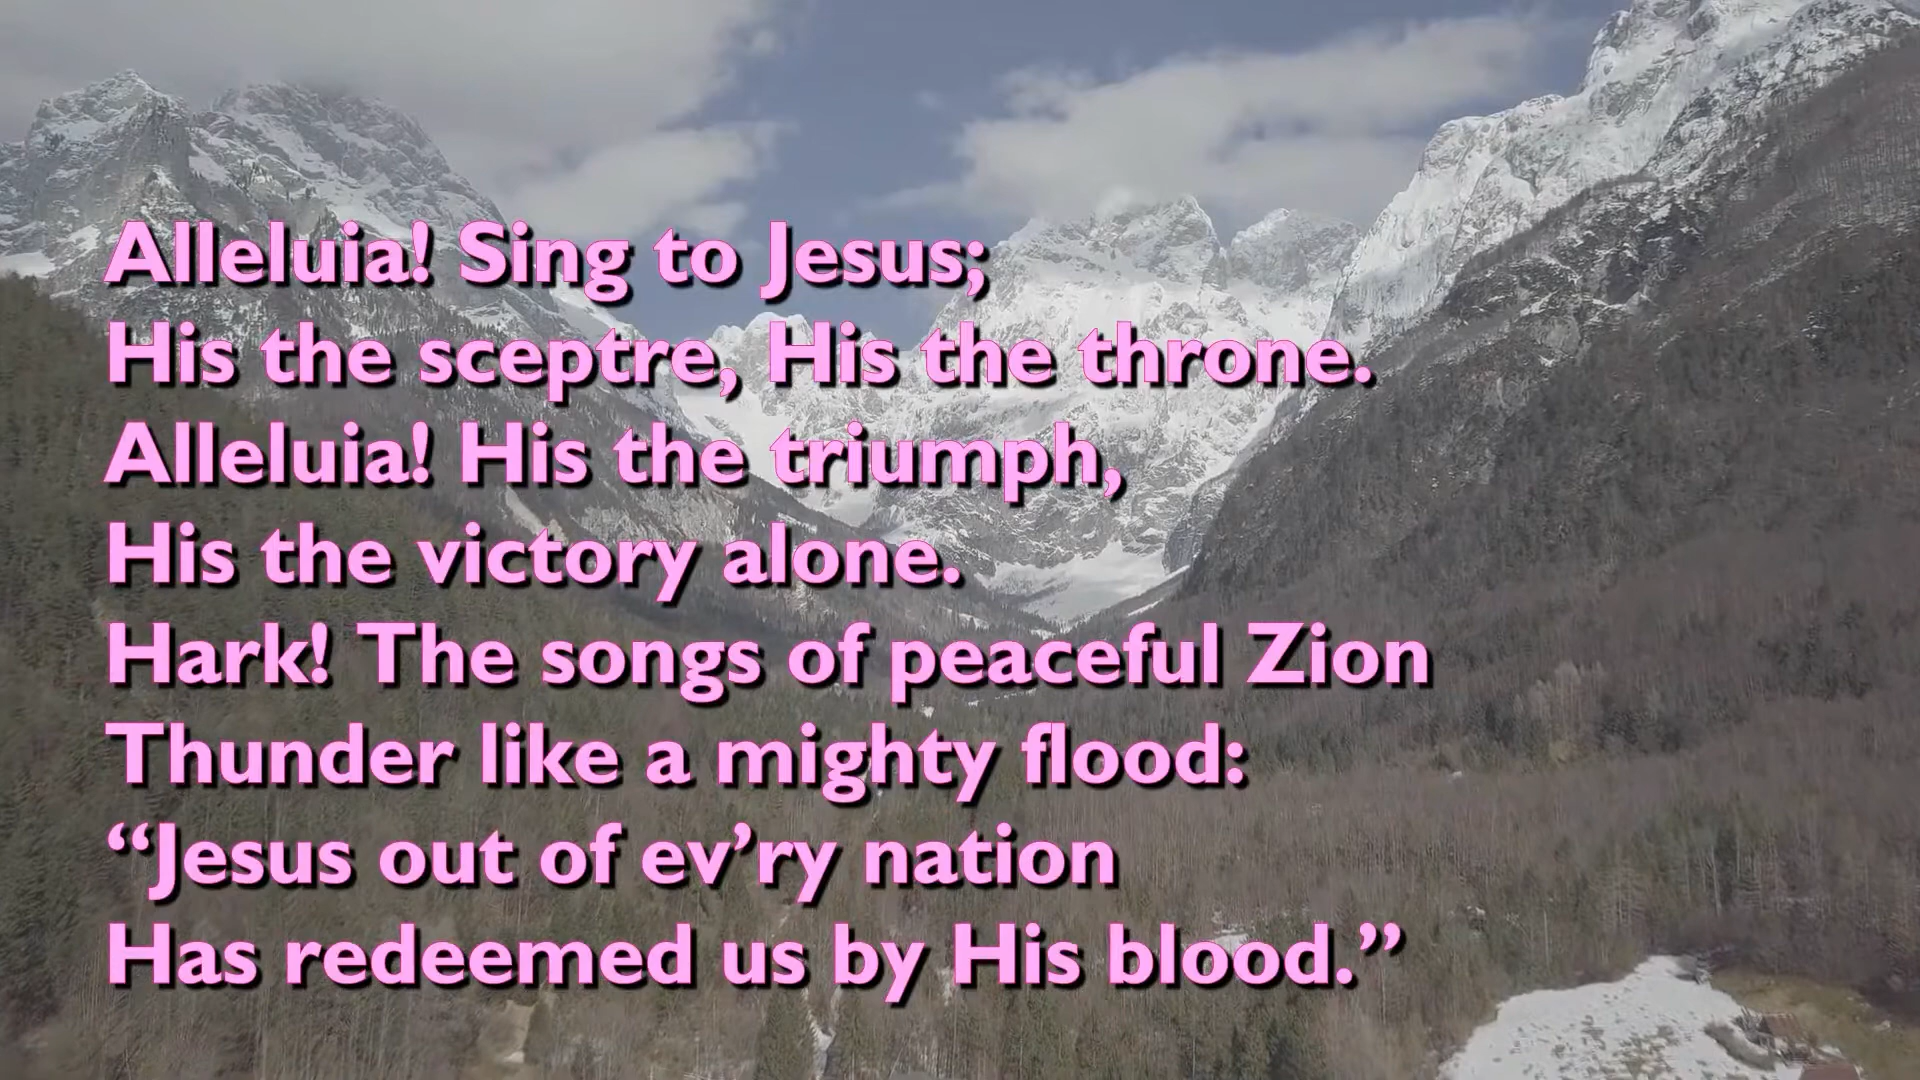 Alleluia! Sing to Jesus;
His the sceptre, His the throne.
Alleluia! His the triumph,
His the victory alone.
Hark! The songs of peaceful Zion
Thunder like a mighty flood:
“Jesus out of ev’ry nation
Has redeemed us by His blood.”